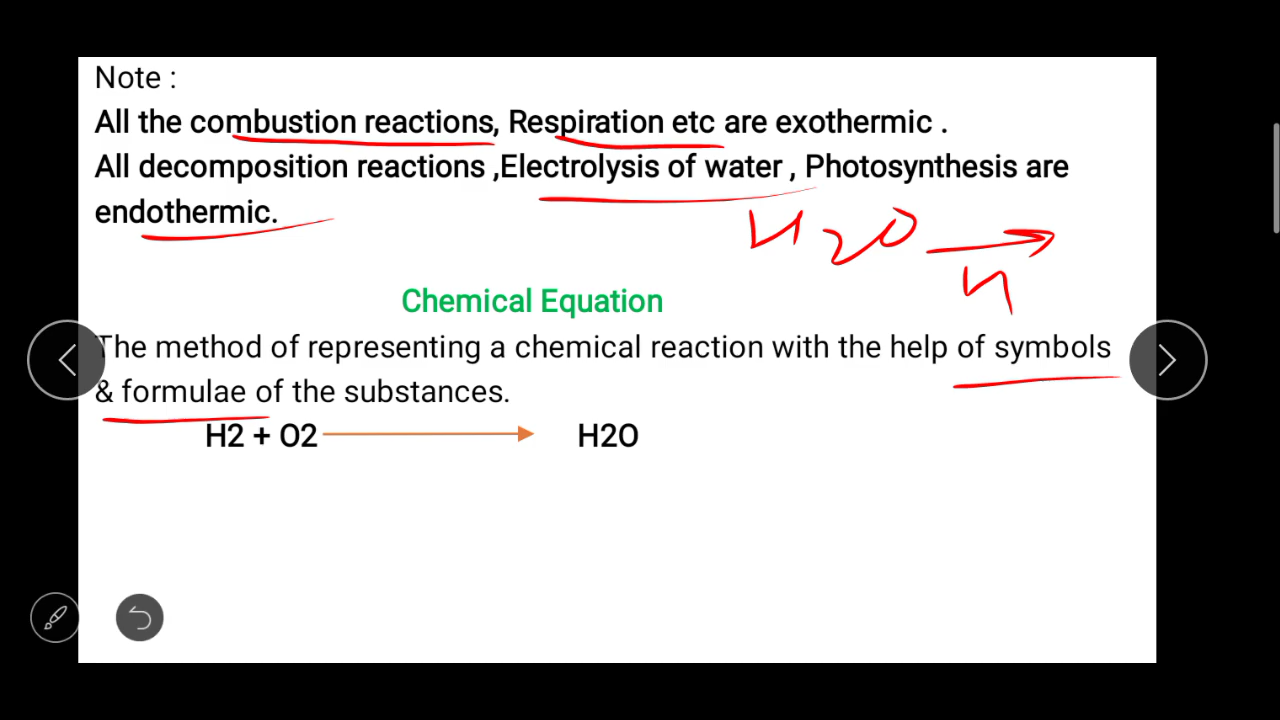 Note :
All the combustion reactions, Respiration etc are exothermic .
All decomposition reactions ,Electrolysis of water , Photosynthesis are
endothermic.
H2O
Chemical Equation
The method of representing a chemical reaction with the help of symbols
& formulae of the substances.
H2 + O2 H2O